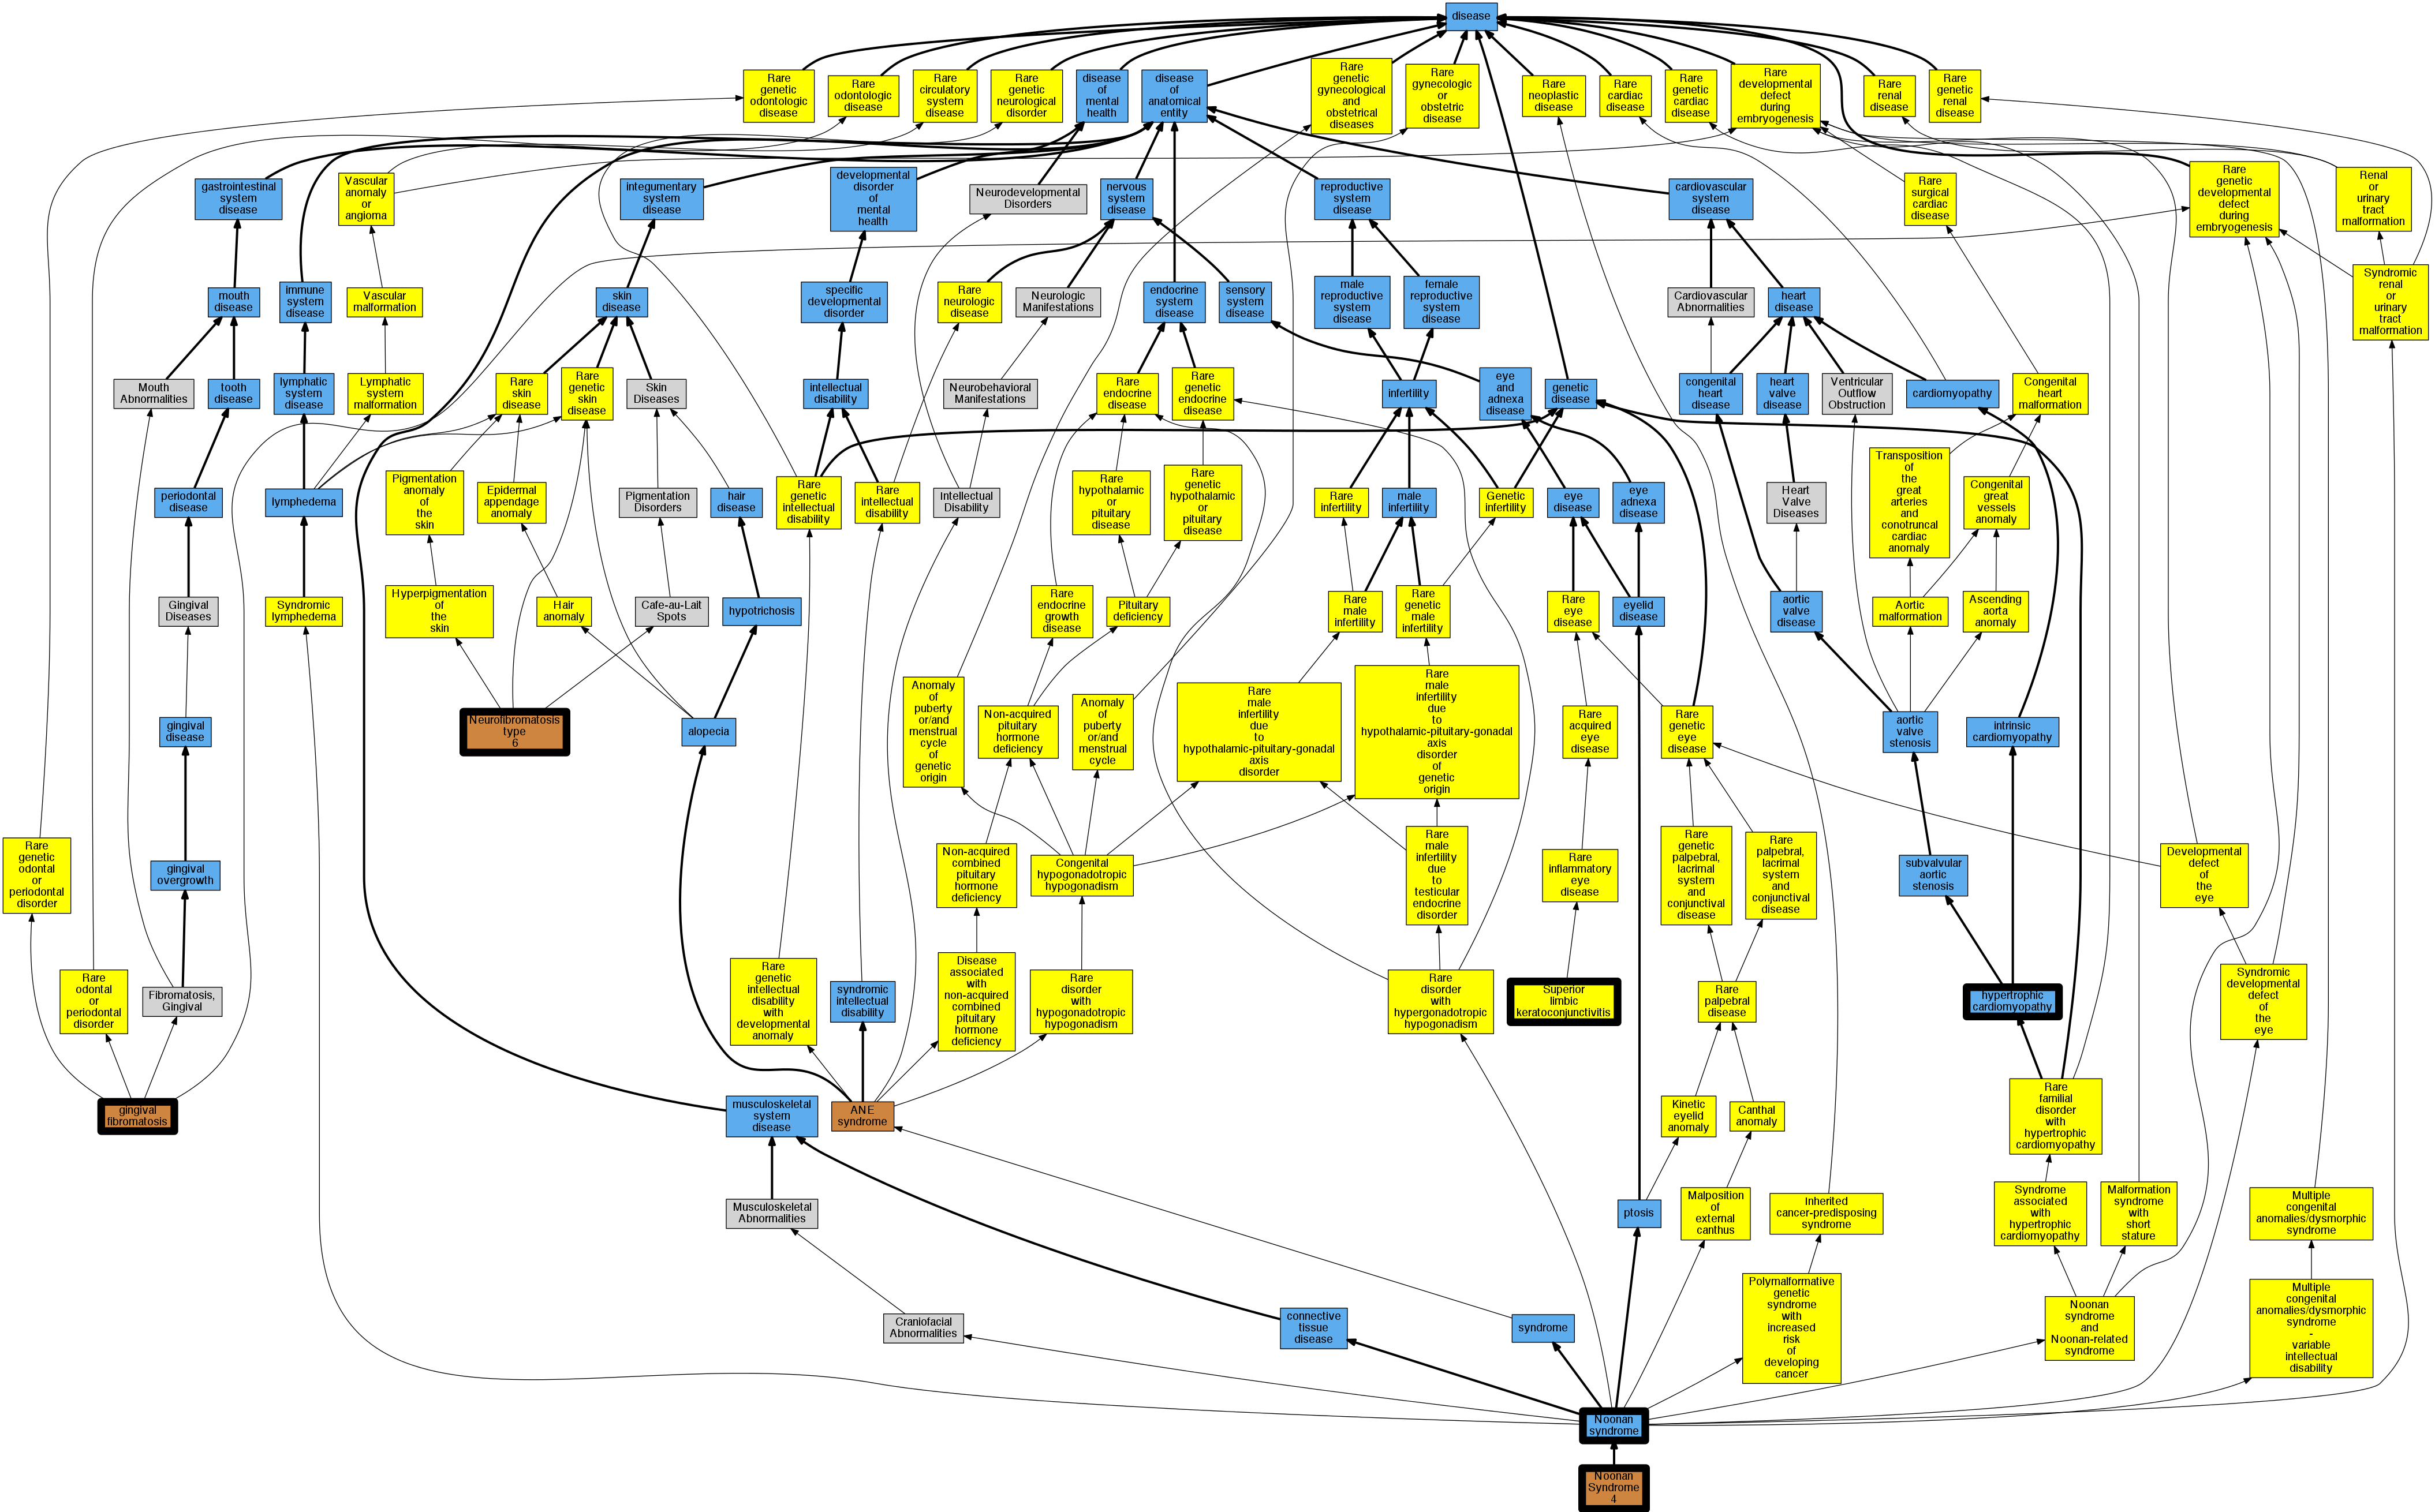 disease
Rare
genetic
odontologic
disease
Rare
odontologic
disease
Rare
circulatory
system
disease
Rare
genetic
neurological
disorder
disease
of
mental
health
disease
of
anatomical
entity
Rare
genetic
gynecological
and
obstetrical
diseases
Rare
gynecologic
or
obstetric
disease
Rare
neoplastic
disease
Rare
cardiac
disease
Rare
genetic
cardiac
disease
Rare
developmental
defect
during
embryogenesis
Rare
renal
disease
Rare
genetic
renal
disease
gastrointestinal
system
disease
Vascular
anomaly
or
angioma
integumentary
system
disease
developmental
disorder
of
mental
health
Neurodevelopmental
Disorders
nervous
system
disease
reproductive
system
disease
cardiovascular
system
disease
Rare
surgical
cardiac
disease
Rare
genetic
developmental
defect
during
embryogenesis
Renal
or
urinary
tract
malformation
mouth
disease
immune
system
disease
Vascular
malformation
skin
disease
specific
developmental
disorder
Rare
neurologic
disease
Neurologic
Manifestations
endocrine
system
disease
sensory
system
disease
male
reproductive
system
disease
female
reproductive
system
disease
Cardiovascular
Abnormalities
heart
disease
Syndromic
renal
or
urinary
tract
malformation
Mouth
Abnormalities
tooth
disease
lymphatic
system
disease
Lymphatic
system
malformation
Rare
skin
disease
Rare
genetic
skin
disease
Skin
Diseases
intellectual
disability
Neurobehavioral
Manifestations
Rare
endocrine
disease
Rare
genetic
endocrine
disease
infertility
eye
and
adnexa
disease
genetic
disease
congenital
heart
disease
heart
valve
disease
Ventricular
Outflow
Obstruction
cardiomyopathy
Congenital
heart
malformation
periodontal
disease
lymphedema
Pigmentation
anomaly
of
the
skin
Epidermal
appendage
anomaly
Pigmentation
Disorders
hair
disease
Rare
genetic
intellectual
disability
Rare
intellectual
disability
Intellectual
Disability
Rare
hypothalamic
or
pituitary
disease
Rare
genetic
hypothalamic
or
pituitary
disease
Rare
infertility
male
infertility
Genetic
infertility
eye
disease
eye
adnexa
disease
Heart
Valve
Diseases
Transposition
of
the
great
arteries
and
conotruncal
cardiac
anomaly
Congenital
great
vessels
anomaly
Gingival
Diseases
Syndromic
lymphedema
Hyperpigmentation
of
the
skin
Hair
anomaly
Cafe-au-Lait
Spots
hypotrichosis
Rare
endocrine
growth
disease
Pituitary
deficiency
Rare
male
infertility
Rare
genetic
male
infertility
Rare
eye
disease
eyelid
disease
aortic
valve
disease
Aortic
malformation
Ascending
aorta
anomaly
gingival
disease
Neurofibromatosis
type
6
alopecia
Anomaly
of
puberty
or/and
menstrual
cycle
of
genetic
origin
Non-acquired
pituitary
hormone
deficiency
Anomaly
of
puberty
or/and
menstrual
cycle
Rare
male
infertility
due
to
hypothalamic-pituitary-gonadal
axis
disorder
Rare
male
infertility
due
to
hypothalamic-pituitary-gonadal
axis
disorder
of
genetic
origin
Rare
acquired
eye
disease
Rare
genetic
eye
disease
aortic
valve
stenosis
intrinsic
cardiomyopathy
Rare
genetic
odontal
or
periodontal
disorder
gingival
overgrowth
Non-acquired
combined
pituitary
hormone
deficiency
Congenital
hypogonadotropic
hypogonadism
Rare
male
infertility
due
to
testicular
endocrine
disorder
Rare
inflammatory
eye
disease
Rare
genetic
palpebral,
lacrimal
system
and
conjunctival
disease
Rare
palpebral,
lacrimal
system
and
conjunctival
disease
subvalvular
aortic
stenosis
Developmental
defect
of
the
eye
Rare
odontal
or
periodontal
disorder
Fibromatosis,
Gingival
Rare
genetic
intellectual
disability
with
developmental
anomaly
syndromic
intellectual
disability
Disease
associated
with
non-acquired
combined
pituitary
hormone
deficiency
Rare
disorder
with
hypogonadotropic
hypogonadism
Rare
disorder
with
hypergonadotropic
hypogonadism
Superior
limbic
keratoconjunctivitis
Rare
palpebral
disease
hypertrophic
cardiomyopathy
Syndromic
developmental
defect
of
the
eye
gingival
fibromatosis
musculoskeletal
system
disease
ANE
syndrome
Kinetic
eyelid
anomaly
Canthal
anomaly
Rare
familial
disorder
with
hypertrophic
cardiomyopathy
Musculoskeletal
Abnormalities
ptosis
Malposition
of
external
canthus
Inherited
cancer-predisposing
syndrome
Syndrome
associated
with
hypertrophic
cardiomyopathy
Malformation
syndrome
with
short
stature
Multiple
congenital
anomalies/dysmorphic
syndrome
Craniofacial
Abnormalities
connective
tissue
disease
syndrome
Polymalformative
genetic
syndrome
with
increased
risk
of
developing
cancer
Noonan
syndrome
and
Noonan-related
syndrome
Multiple
congenital
anomalies/dysmorphic
syndrome
-
variable
intellectual
disability
Noonan
syndrome
Noonan
Syndrome
4